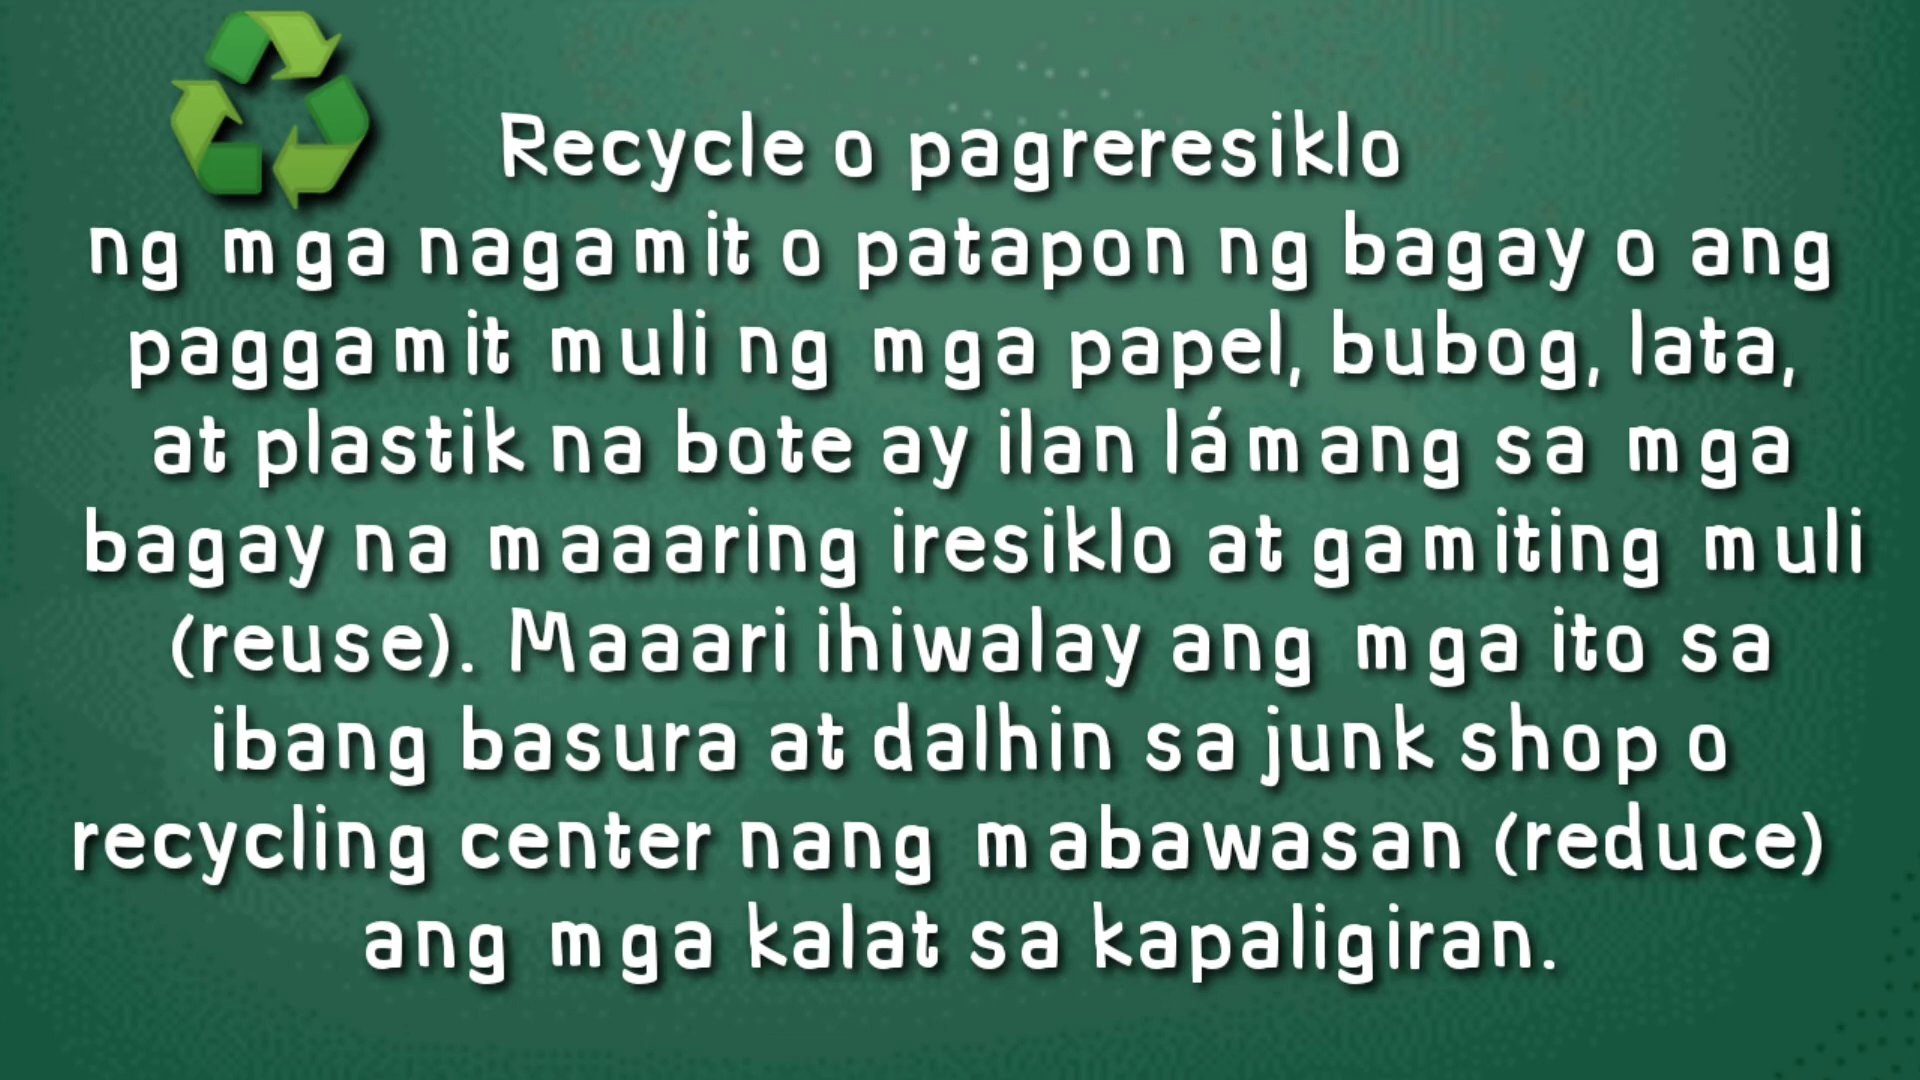 Recycle o pagreresiklo
ng mga nagamit o patapon ng bagay o ang
paggamit muli ng mga papel, bubog, lata,
at plastik na bote ay ilan lámang sa mga
bagay na maaaring iresiklo at gamiting muli
(reuse). Maaari ihiwalay ang mga ito sa
ibang basura at dalhin sa junk shop o
recycling center nang mabawasan (reduce)
ang mga kalat sa kapaligiran.